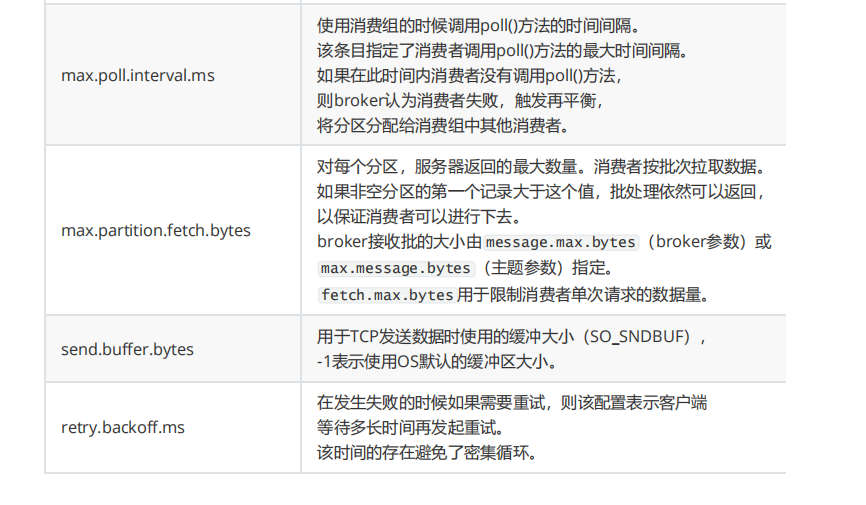 max.poll.interval.ms
使用消费组的时候调用poll()方法的时间间隔。
该条目指定了消费者调用poll()方法的最大时间间隔。
如果在此时间内消费者没有调用poll()方法，
则broker认为消费者失败，触发再平衡，
将分区分配给消费组中其他消费者。
max.partition.fetch.bytes
对每个分区，服务器返回的最大数量。消费者按批次拉取数据。
如果非空分区的第一个记录大于这个值，批处理依然可以返回，
以保证消费者可以进行下去。
broker接收批的大小由message.max.bytes（broker参数）或
max.message.bytes（主题参数）指定。
fetch.max.bytes用于限制消费者单次请求的数据量。
send.buffer.bytes
用于TCP发送数据时使用的缓冲大小（SO_SNDBUF），
-1表示使用OS默认的缓冲区大小。
retry.backoff.ms
在发生失败的时候如果需要重试，则该配置表示客户端
等待多长时间再发起重试。
该时间的存在避免了密集循环。